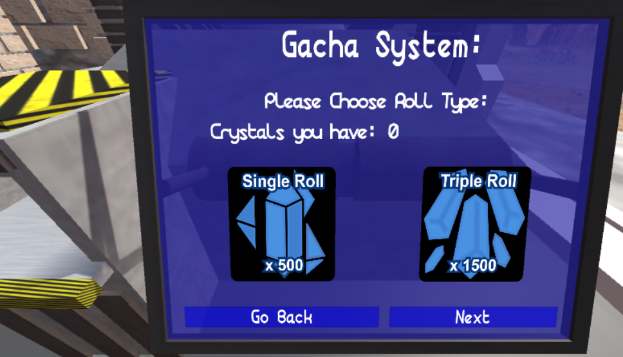 Gacha System:
Please Choose Roll Type:
Crystals you have: 0
Single Roll
x 500
Triple Roll
x 1500
Go Back
Next